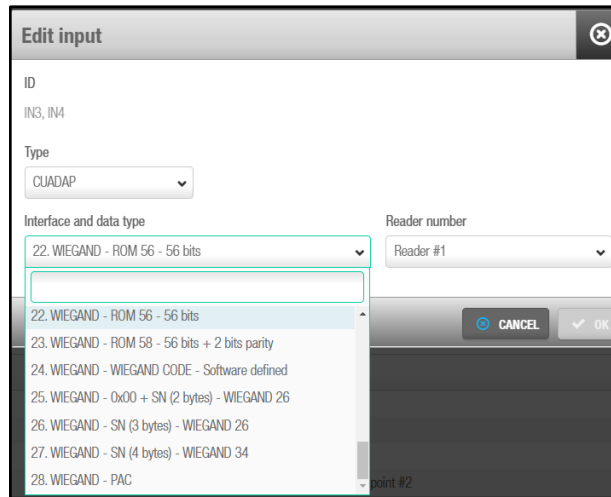 Edit input
ID
IN3, IN4
Type
CUADAP
Interface and data type
Reader number
22. WIEGAND - ROM 56 - 56 bits
Reader #1
22. WIEGAND - ROM 56 - 56 bits
23. WIEGAND - ROM 58 - 56 bits + 2 bits parity
24. WIEGAND - WIEGAND CODE - Software defined
25. WIEGAND - 0x00 + SN (2 bytes) - WIEGAND 26
26. WIEGAND - SN (3 bytes) - WIEGAND 26
27. WIEGAND - SN (4 bytes) - WIEGAND 34
28. WIEGAND - PAC
CANCEL
OK
point #2